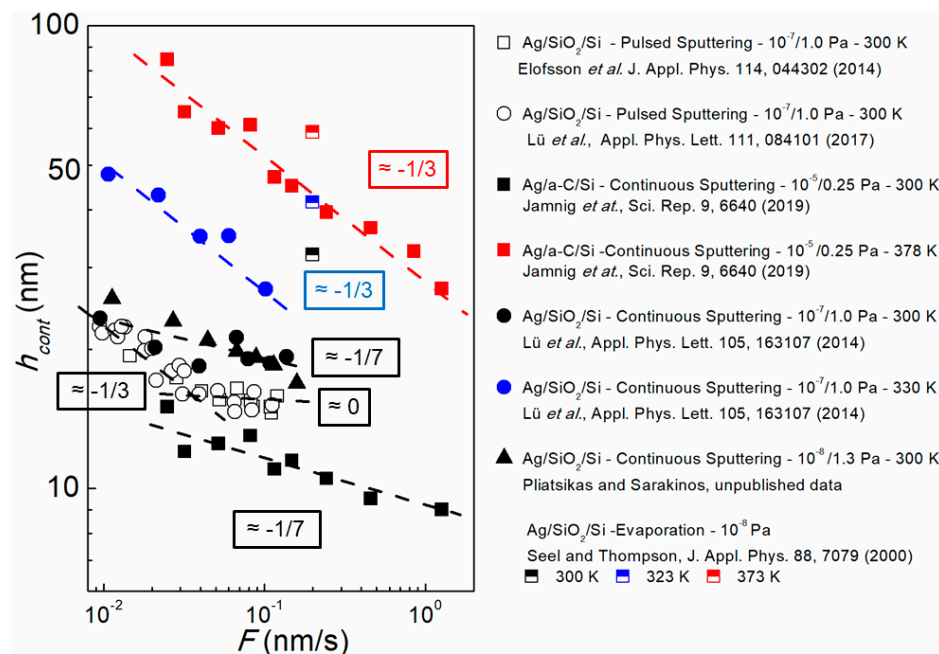 100
50
10
h_cont (nm)
10⁻² 10⁻¹ 10⁰
F (nm/s)
≈ -1/3
≈ -1/3
≈ -1/7
≈ -1/3
≈ 0
≈ -1/7
Ag/SiO₂/Si - Pulsed Sputtering - 10⁻⁷/1.0 Pa - 300 K
Elofsson et al. J. Appl. Phys. 114, 044302 (2014)
Ag/SiO₂/Si - Pulsed Sputtering - 10⁻⁷/1.0 Pa - 300 K
Lü et al., Appl. Phys. Lett. 111, 084101 (2017)
Ag/a-C/Si - Continuous Sputtering - 10⁻⁵/0.25 Pa - 300 K
Jamnig et at., Sci. Rep. 9, 6640 (2019)
Ag/a-C/Si -Continuous Sputtering - 10⁻⁵/0.25 Pa - 378 K
Jamnig et at., Sci. Rep. 9, 6640 (2019)
Ag/SiO₂/Si - Continuous Sputtering - 10⁻⁷/1.0 Pa - 300 K
Lü et al., Appl. Phys. Lett. 105, 163107 (2014)
Ag/SiO₂/Si - Continuous Sputtering - 10⁻⁷/1.0 Pa - 330 K
Lü et al., Appl. Phys. Lett. 105, 163107 (2014)
Ag/SiO₂/Si - Continuous Sputtering - 10⁻⁸/1.3 Pa - 300 K
Pliatsikas and Sarakinos, unpublished data
Ag/SiO₂/Si -Evaporation - 10⁻⁸ Pa
Seel and Thompson, J. Appl. Phys. 88, 7079 (2000)
300 K 323 K 373 K